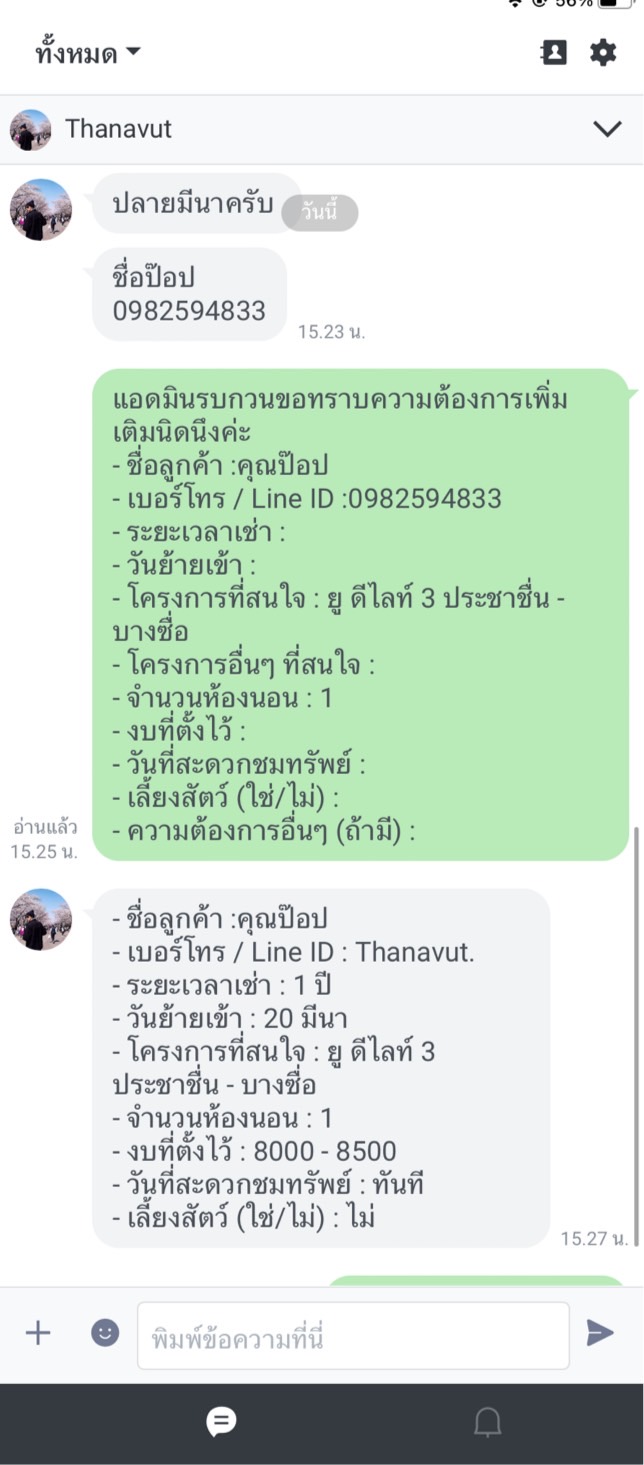 56%
ทั้งหมด
Thanavut
ปลายมีนาครับ
วันนี้
ชื่อป๊อป
0982594833
15.23 น.
แอดมินรบกวนขอทราบความต้องการเพิ่ม
เติมนิดนึงค่ะ
- ชื่อลูกค้า :คุณป๊อป
- เบอร์โทร / Line ID :0982594833
- ระยะเวลาเช่า :
- วันย้ายเข้า :
- โครงการที่สนใจ : ยู ดีไลท์ 3 ประชาชื่น -
บางซื่อ
- โครงการอื่นๆ ที่สนใจ :
- จำนวนห้องนอน : 1
- งบที่ตั้งไว้ :
- วันที่สะดวกชมทรัพย์ :
- เลี้ยงสัตว์ (ใช่/ไม่) :
- ความต้องการอื่นๆ (ถ้ามี) :
อ่านแล้ว
15.25 น.
- ชื่อลูกค้า :คุณป๊อป
- เบอร์โทร / Line ID : Thanavut.
- ระยะเวลาเช่า : 1 ปี
- วันย้ายเข้า : 20 มีนา
- โครงการที่สนใจ : ยู ดีไลท์ 3
ประชาชื่น - บางซื่อ
- จำนวนห้องนอน : 1
- งบที่ตั้งไว้ : 8000 - 8500
- วันที่สะดวกชมทรัพย์ : ทันที
- เลี้ยงสัตว์ (ใช่/ไม่) : ไม่
15.27 น.
พิมพ์ข้อความที่นี่